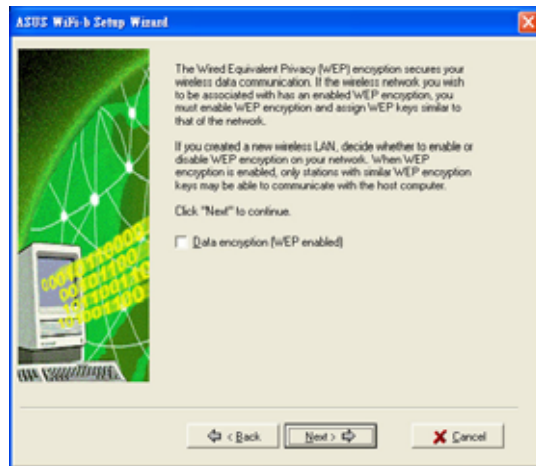 ASUS WiFi-b Setup Wizard
The Wired Equivalent Privacy (WEP) encryption secures your
wireless data communication. If the wireless network you wish
to be associated with has an enabled WEP encryption, you
must enable WEP encryption and assign WEP keys similar to
that of the network.
If you created a new wireless LAN, decide whether to enable or
disable WEP encryption on your network. When WEP
encryption is enabled, only stations with similar WEP encryption
keys may be able to communicate with the host computer.
Click "Next" to continue.
Data encryption (WEP enabled)
< Back
Next >
Cancel